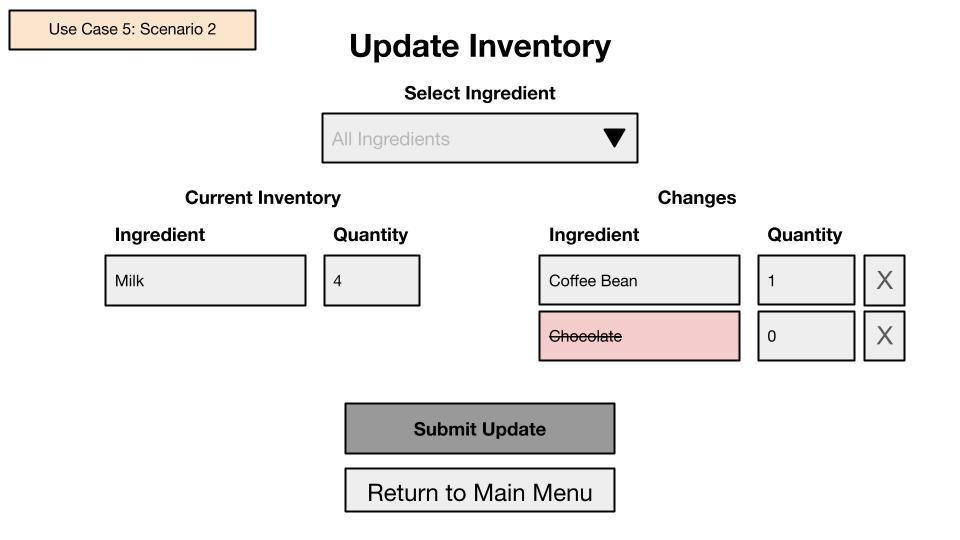 Use Case 5: Scenario 2
Update Inventory
Select Ingredient
All Ingredients
Current Inventory
Ingredient Quantity
Milk 4
Changes
Ingredient Quantity
Coffee Bean 1 X
Chocolate 0 X
Submit Update
Return to Main Menu